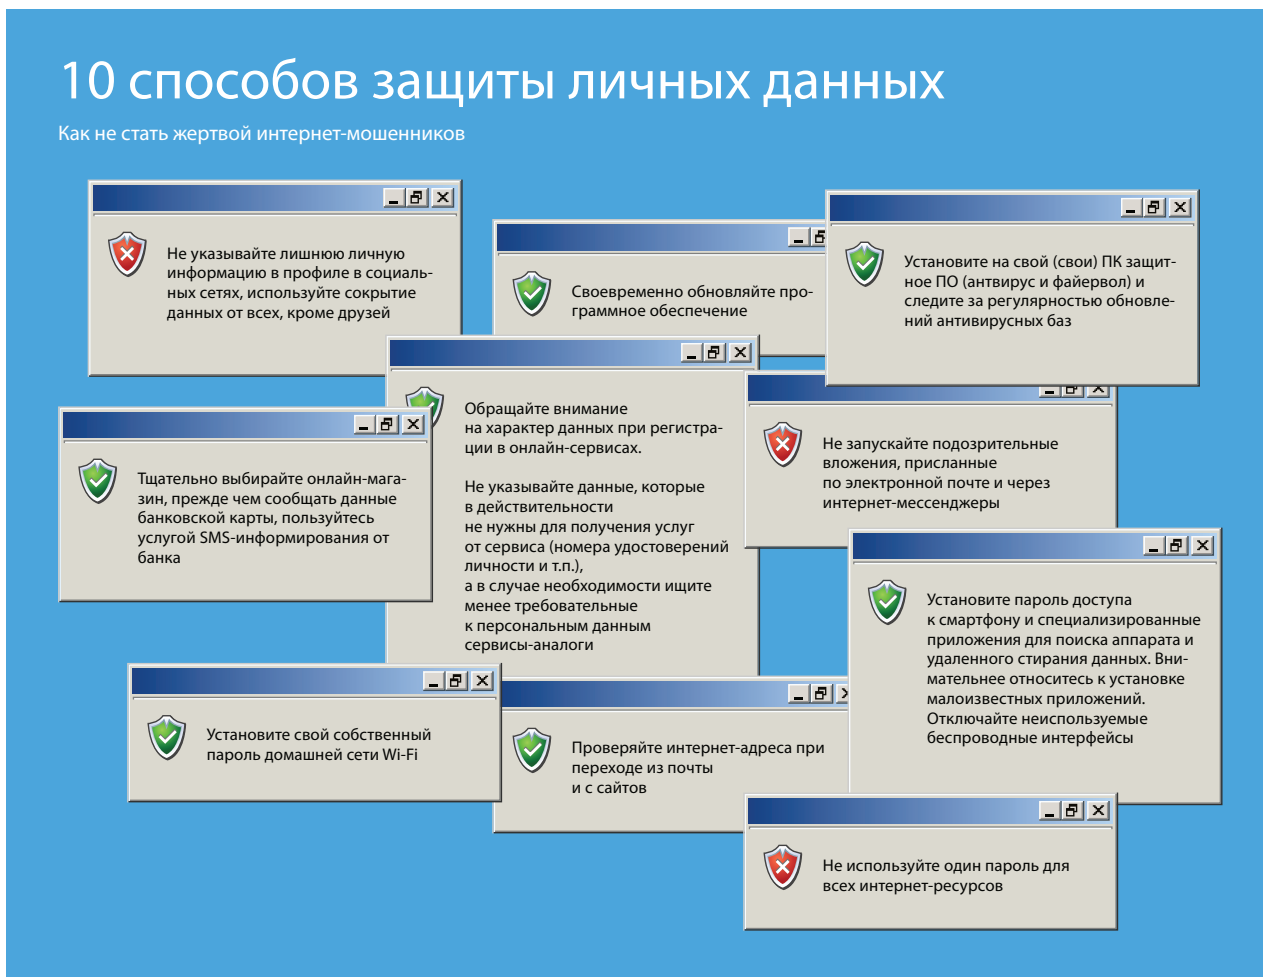 10 способов защиты личных данных
Как не стать жертвой интернет-мошенников
Не указывайте лишнюю личную
информацию в профиле в социаль-
ных сетях, используйте сокрытие
данных от всех, кроме друзей
Своевременно обновляйте про-
граммное обеспечение
Установите на свой (свои) ПК защит-
ное ПО (антвирус и файервол) и
следите за регулярностью обновле-
ний антивирусных баз
Тщательно выбирайте онлайн-мага-
зин, прежде чем сообщать данные
банковской карты, пользуйтесь
услугой SMS-информирования от
банка
Обращайте внимание
на характер данных при регистра-
ции в онлайн-сервисах.
Не указывайте данные, которые
в действительности
не нужны для получения услуг
от сервиса (номера удостоверений
личности и т.п.),
а в случае необходимости ищите
менее требовательные
к персональным данным
сервисы-аналоги
Не запускайте подозрительные
вложения, присланные
по электронной почте и через
интернет-мессенджеры
Установите пароль доступа
к смартфону и специализированные
приложения для поиска аппарата и
удаленного стирания данных. Вни-
мательнее относитесь к установке
малоизвестных приложений.
Отключайте неиспользуемые
беспроводные интерфейсы
Установите свой собственный
пароль домашней сети Wi-Fi
Проверяйте интернет-адреса при
переходе из почты
и с сайтов
Не используйте один пароль для
всех интернет-ресурсов